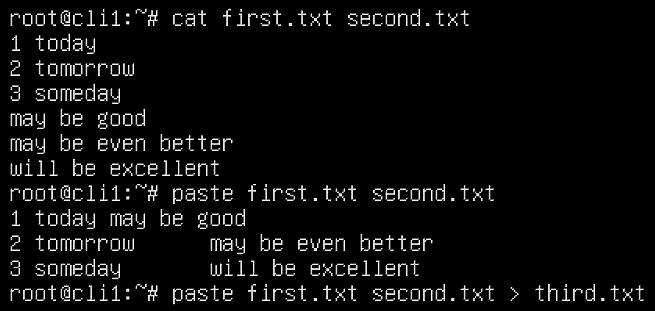 root@cli1:~# cat first.txt second.txt
1 today
2 tomorrow
3 someday
may be good
may be even better
will be excellent
root@cli1:~# paste first.txt second.txt
1 today may be good
2 tomorrow      may be even better
3 someday       will be excellent
root@cli1:~# paste first.txt second.txt > third.txt